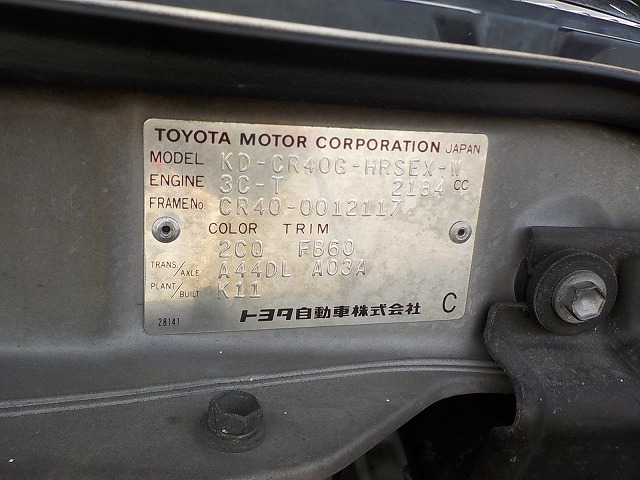 TOYOTA MOTOR CORPORATION JAPAN
MODEL KD-CR40G-HRSEX-W
ENGINE 3C-T 2184 CC
FRAME No. CR40-0012117
COLOR TRIM
2CQ FB60
TRANS/AXLE A44DL A03A
PLANT/BUILT K11
28141 トヨタ自動車株式会社 C